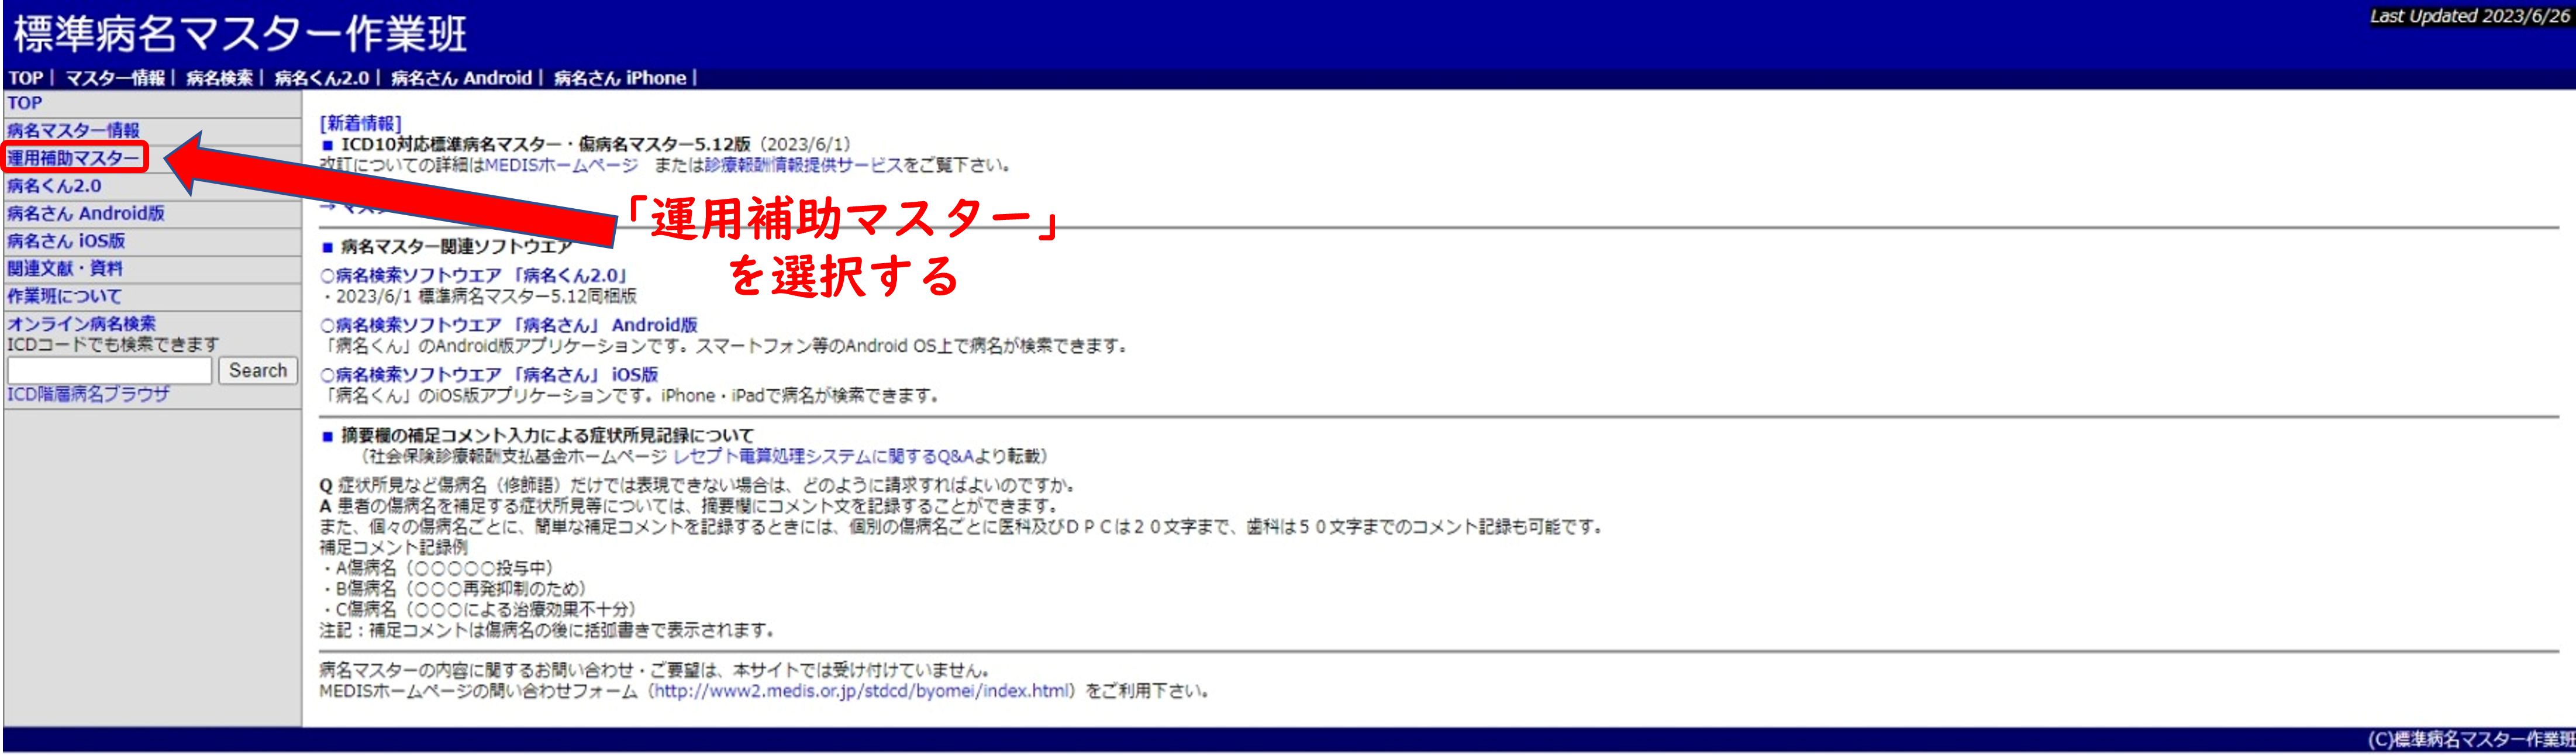 標準病名マスター作業班
Last Updated 2023/6/26
TOP | マスター情報 | 病名検索 | 病名くん2.0 | 病名さん Android | 病名さん iPhone |
TOP
病名マスター情報
運用補助マスター
病名くん2.0
病名さん Android版
病名さん iOS版
関連文献・資料
作業班について
オンライン病名検索
ICDコードでも検索できます
Search
ICD階層病名ブラウザ
[新着情報]
■ ICD10対応標準病名マスター・傷病名マスター5.12版（2023/6/1）
改訂についての詳細はMEDISホームページ　または診療報酬情報提供サービスをご覧下さい。
「運用補助マスター」
を選択する
■ 病名マスター関連ソフトウエア
○病名検索ソフトウエア 「病名くん2.0」
・2023/6/1 標準病名マスター5.12同梱版
○病名検索ソフトウエア 「病名さん」 Android版
「病名くん」のAndroid版アプリケーションです。スマートフォン等のAndroid OS上で病名が検索できます。
○病名検索ソフトウエア 「病名さん」 iOS版
「病名くん」のiOS版アプリケーションです。iPhone・iPadで病名が検索できます。
■ 摘要欄の補足コメント入力による症状所見記録について
（社会保険診療報酬支払基金ホームページ レセプト電算処理システムに関するQ&Aより転載）
Q 症状所見など傷病名（修飾語）だけでは表現できない場合は、どのように請求すればよいのですか。
A 患者の傷病名を補足する症状所見等については、摘要欄にコメント文を記録することができます。
また、個々の傷病名ごとに、簡単な補足コメントを記録するときには、個別の傷病名ごとに医科及びＤＰＣは２０文字まで、歯科は５０文字までのコメント記録も可能です。
補足コメント記録例
・A傷病名（○○○○○投与中）
・B傷病名（○○○再発抑制のため）
・C傷病名（○○○による治療効果不十分）
注記：補足コメントは傷病名の後に括弧書きで表示されます。
病名マスターの内容に関するお問い合わせ・ご要望は、本サイトでは受け付けていません。
MEDISホームページの問い合わせフォーム（http://www2.medis.or.jp/stdcd/byomei/index.html）をご利用下さい。
(C)標準病名マスター作業班